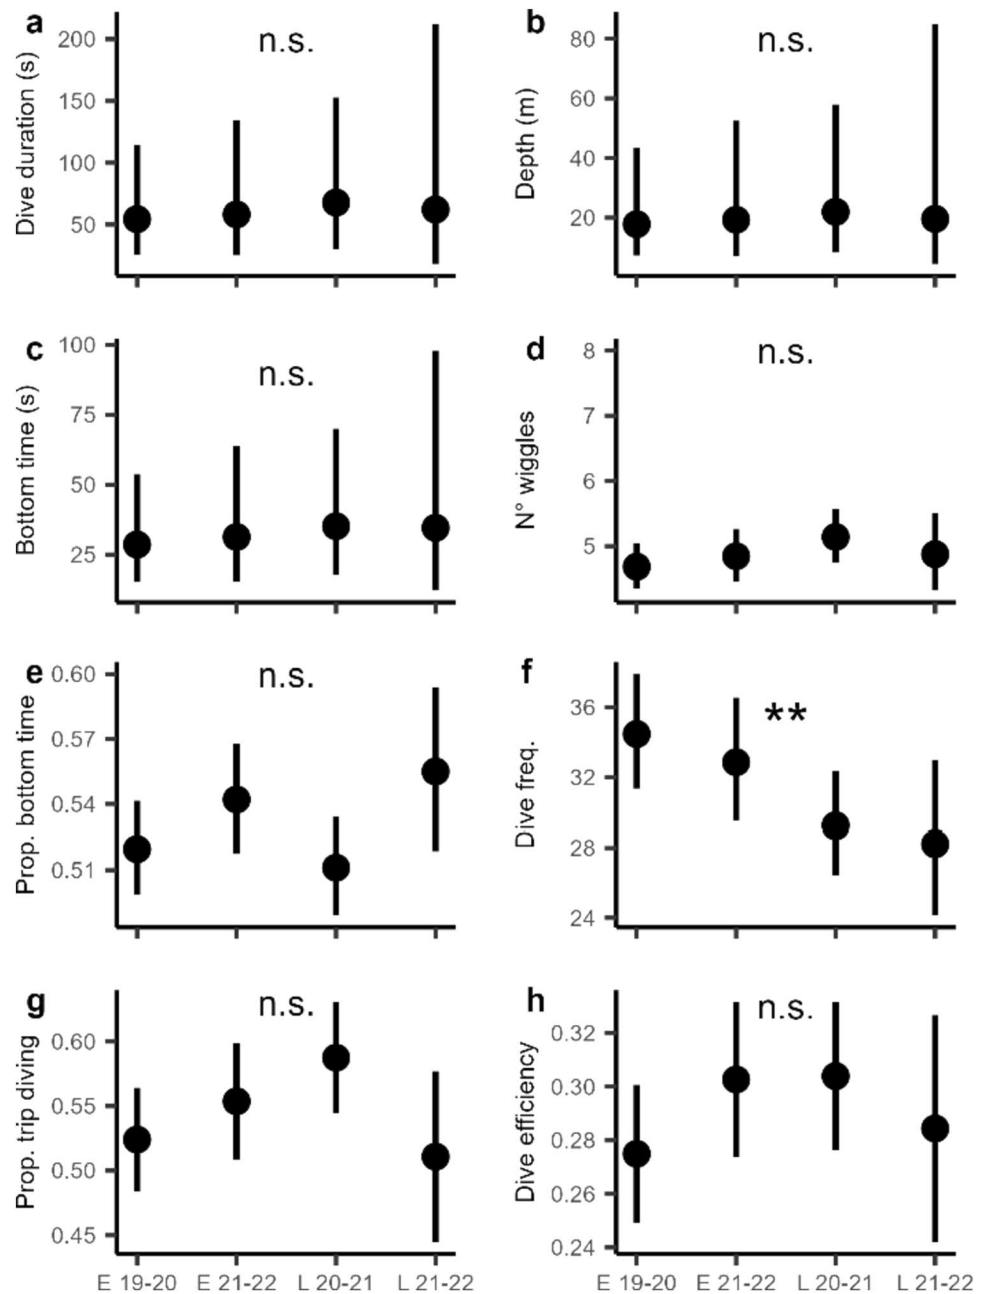 a
n.s.
Dive duration (s)
200
150
100
50
b
n.s.
Depth (m)
80
60
40
20
c
n.s.
Bottom time (s)
100
75
50
25
d
n.s.
N° wiggles
8
7
6
5
e
n.s.
Prop. bottom time
0.60
0.57
0.54
0.51
f
**
Dive freq.
36
32
28
24
g
n.s.
Prop. trip diving
0.60
0.55
0.50
0.45
E 19-20 E 21-22 L 20-21 L 21-22
h
n.s.
Dive efficiency
0.32
0.30
0.28
0.26
0.24
E 19-20 E 21-22 L 20-21 L 21-22